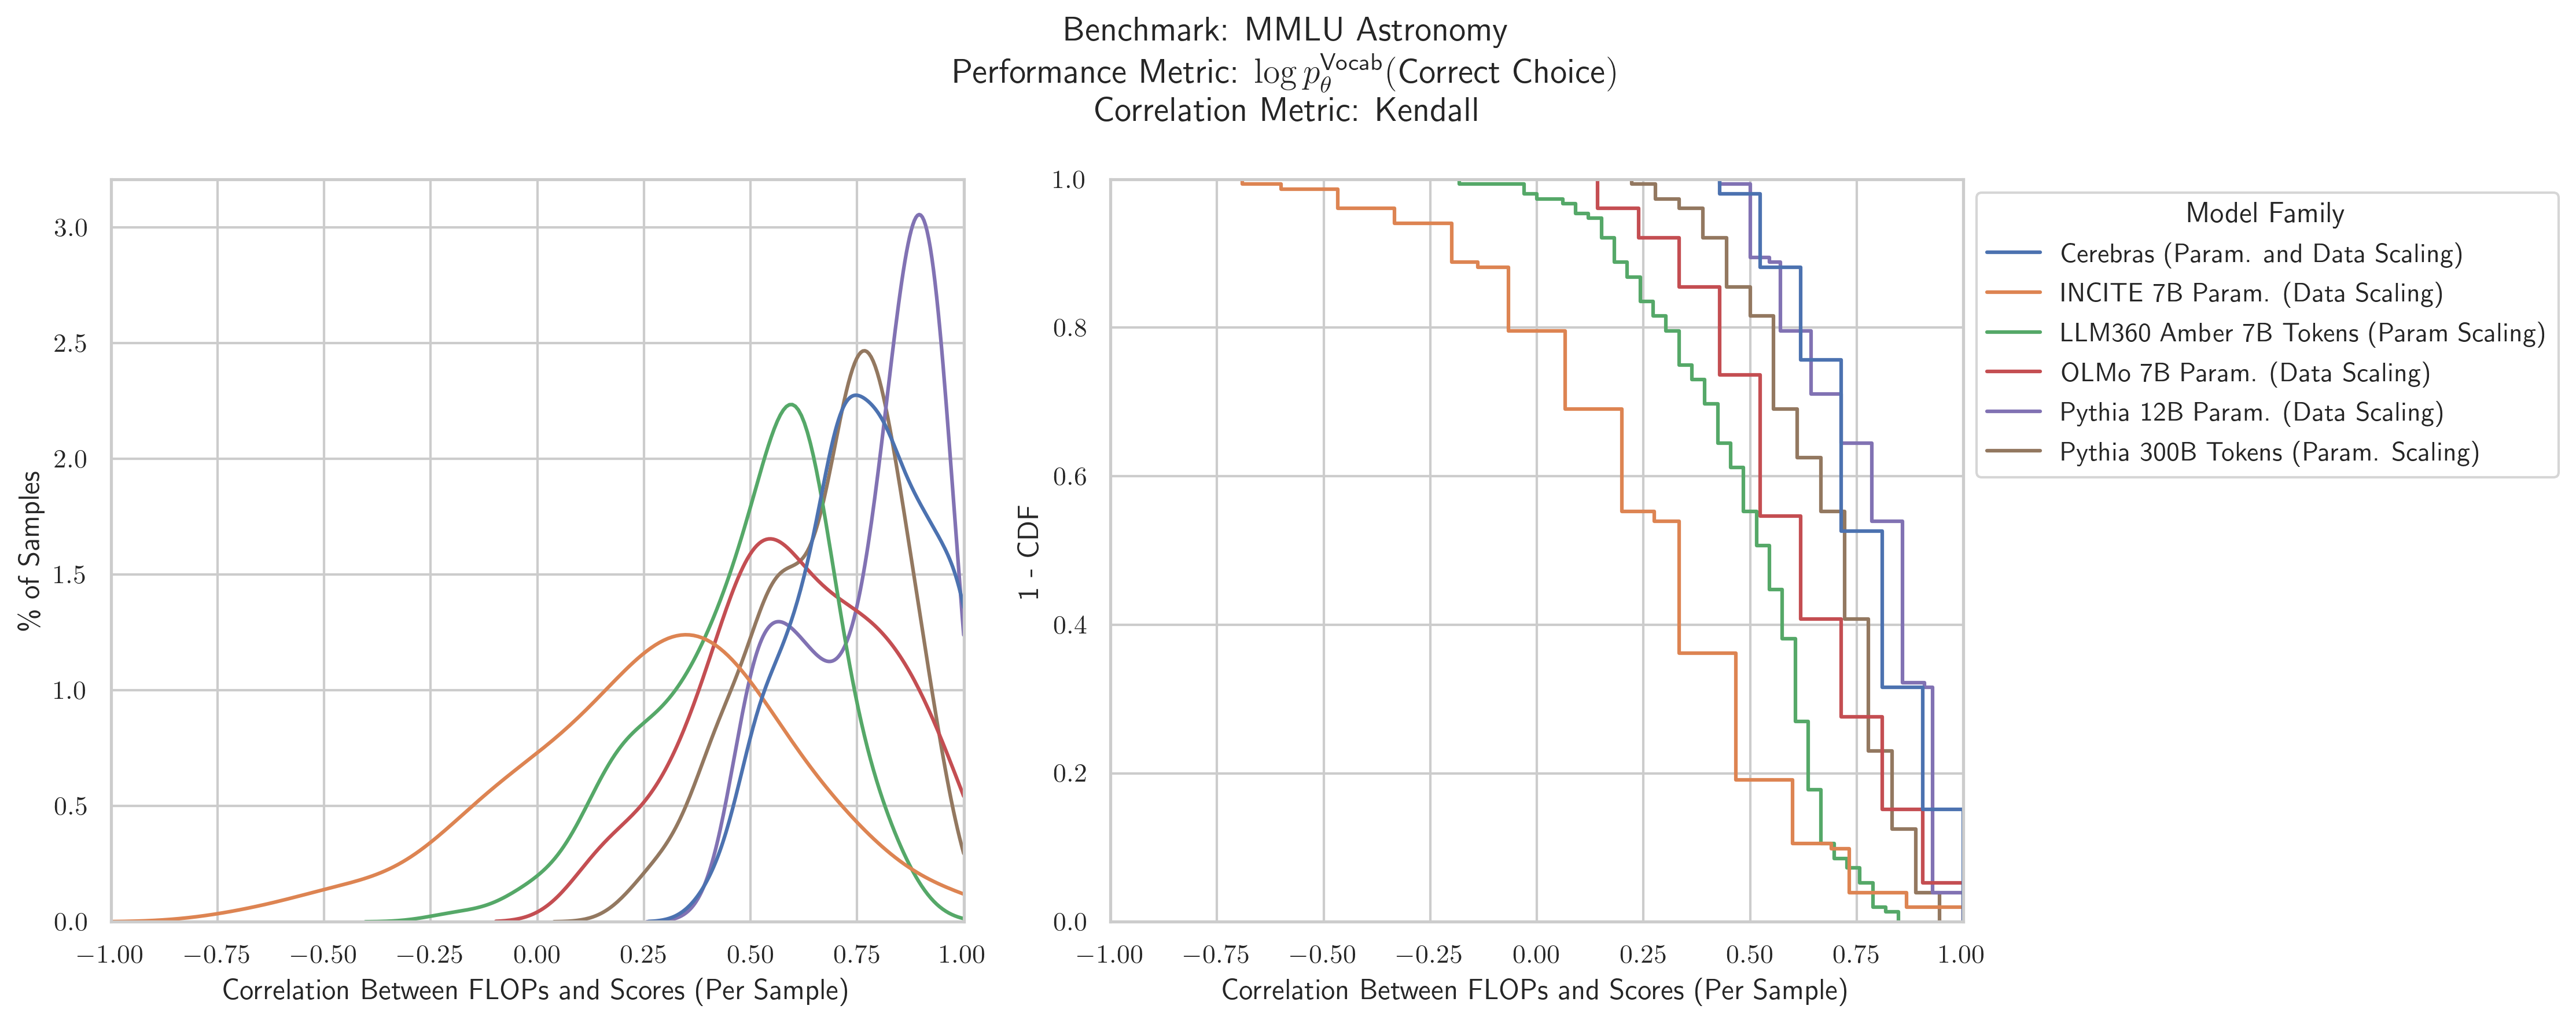 Benchmark: MMLU Astronomy
Performance Metric: log p_θ^Vocab(Correct Choice)
Correlation Metric: Kendall
% of Samples
3.0
2.5
2.0
1.5
1.0
0.5
0.0
−1.00 −0.75 −0.50 −0.25 0.00 0.25 0.50 0.75 1.00
Correlation Between FLOPs and Scores (Per Sample)
1 - CDF
1.0
0.8
0.6
0.4
0.2
0.0
−1.00 −0.75 −0.50 −0.25 0.00 0.25 0.50 0.75 1.00
Correlation Between FLOPs and Scores (Per Sample)
Model Family
Cerebras (Param. and Data Scaling)
INCITE 7B Param. (Data Scaling)
LLM360 Amber 7B Tokens (Param Scaling)
OLMo 7B Param. (Data Scaling)
Pythia 12B Param. (Data Scaling)
Pythia 300B Tokens (Param. Scaling)